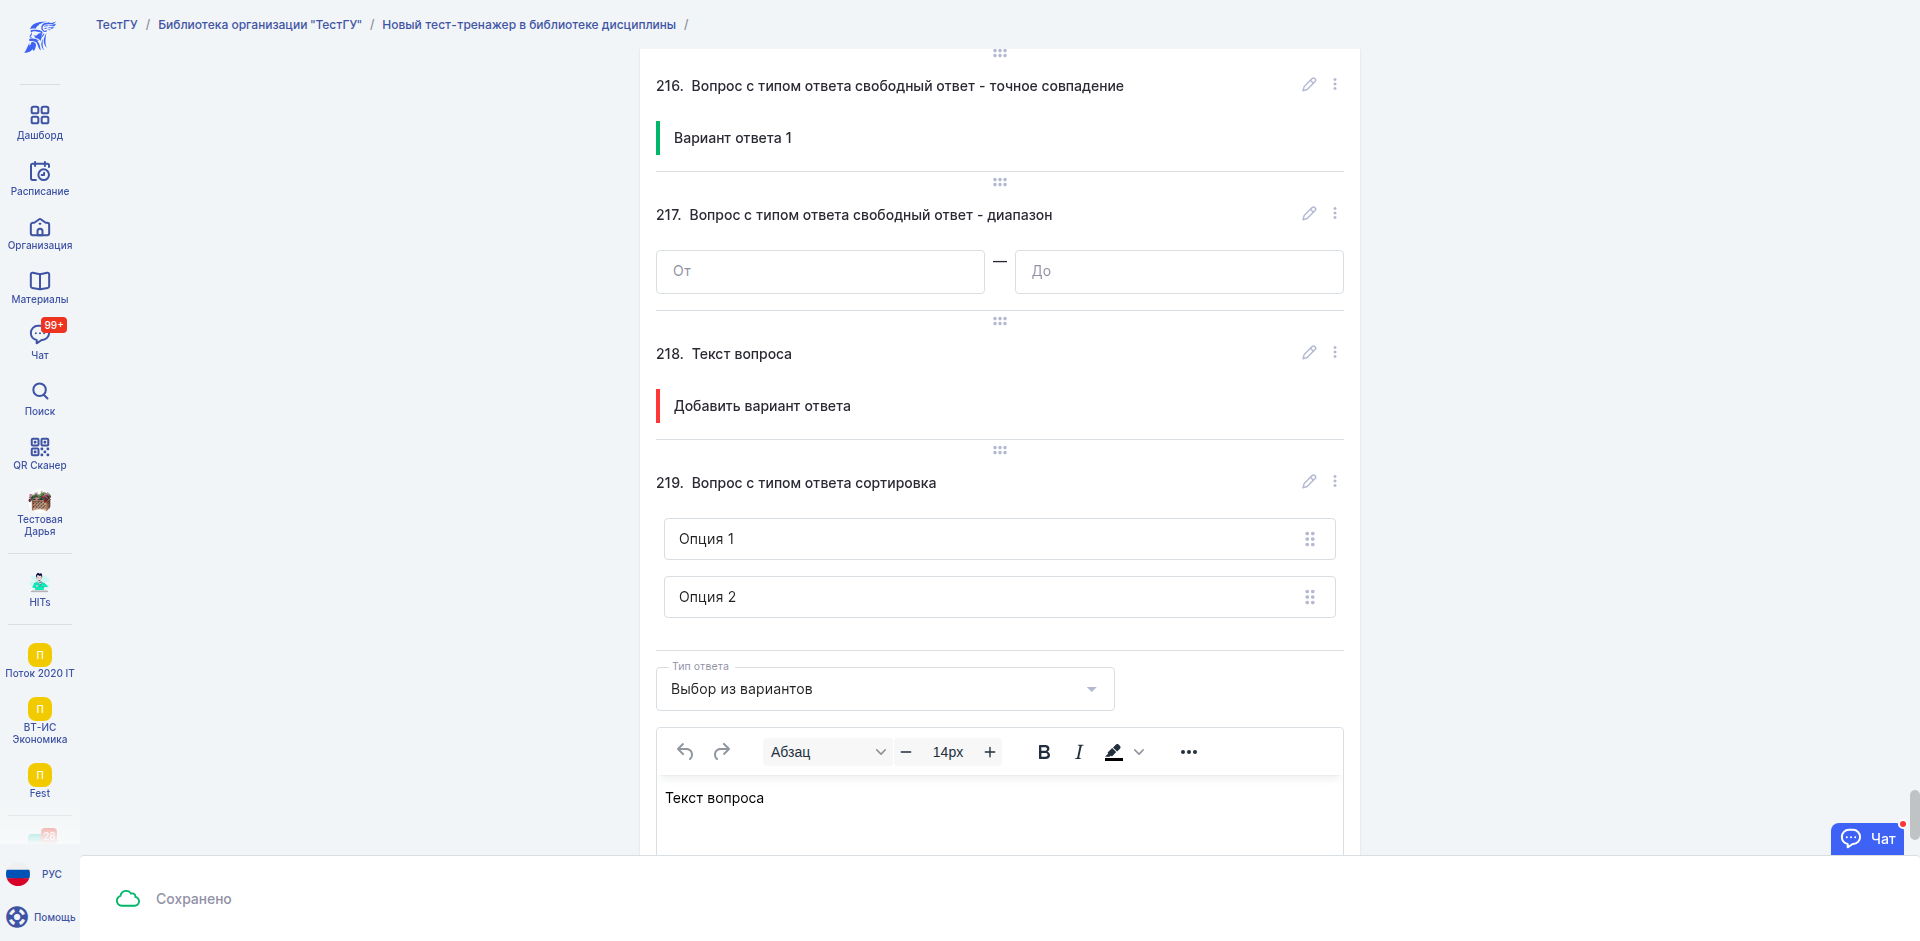 ТестГУ / Библиотека организации "ТестГУ" / Новый тест-тренажер в библиотеке дисциплины /
Дашборд
Расписание
Организация
Материалы
99+
Чат
Поиск
QR Сканер
Тестовая
Дарья
HITs
П
Поток 2020 IT
П
ВТ-ИС
Экономика
П
Fest
28
РУС
Помощь
216. Вопрос с типом ответа свободный ответ - точное совпадение
Вариант ответа 1
217. Вопрос с типом ответа свободный ответ - диапазон
От — До
218. Текст вопроса
Добавить вариант ответа
219. Вопрос с типом ответа сортировка
Опция 1
Опция 2
Тип ответа
Выбор из вариантов
Абзац 14px B I
Текст вопроса
Чат
Сохранено